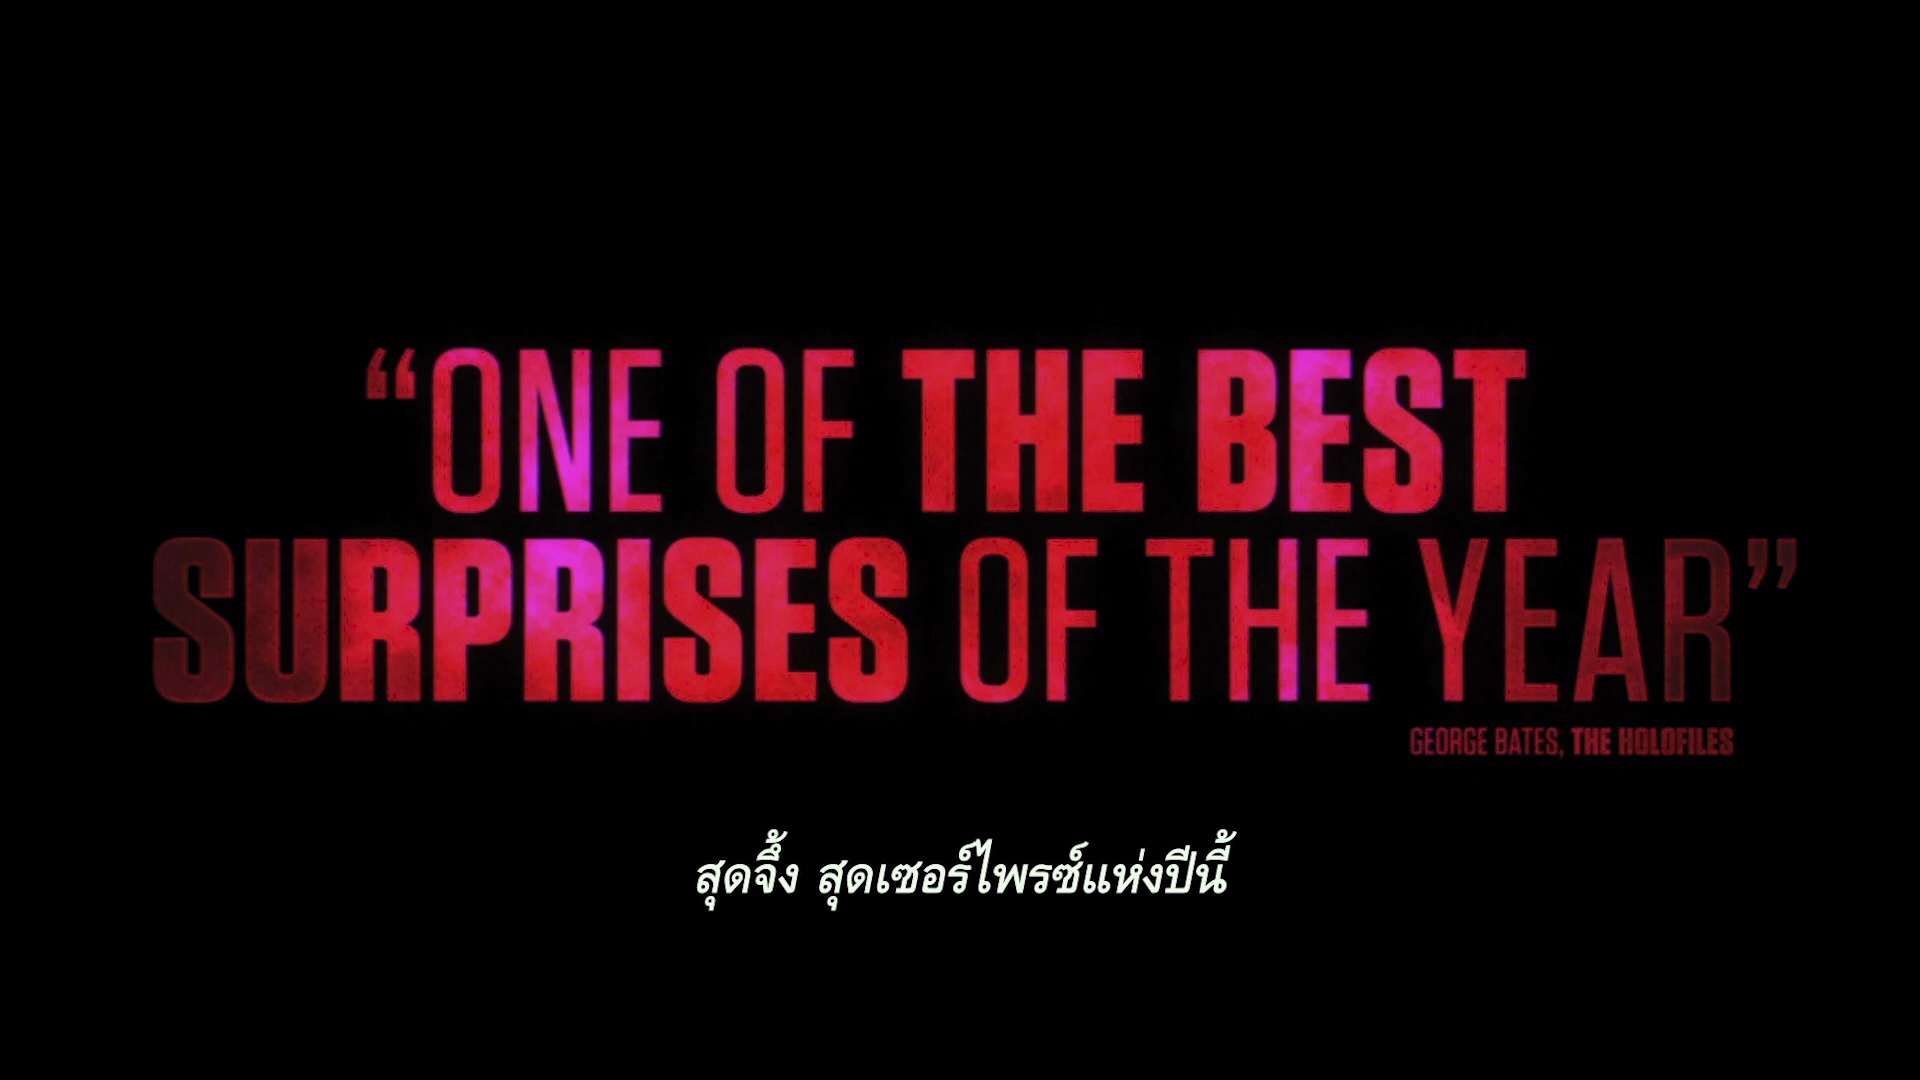 “ONE OF THE BEST
SURPRISES OF THE YEAR”
GEORGE BATES, THE HOLOFILES
สุดจึ้ง สุดเซอร์ไพรซ์แห่งปีนี้